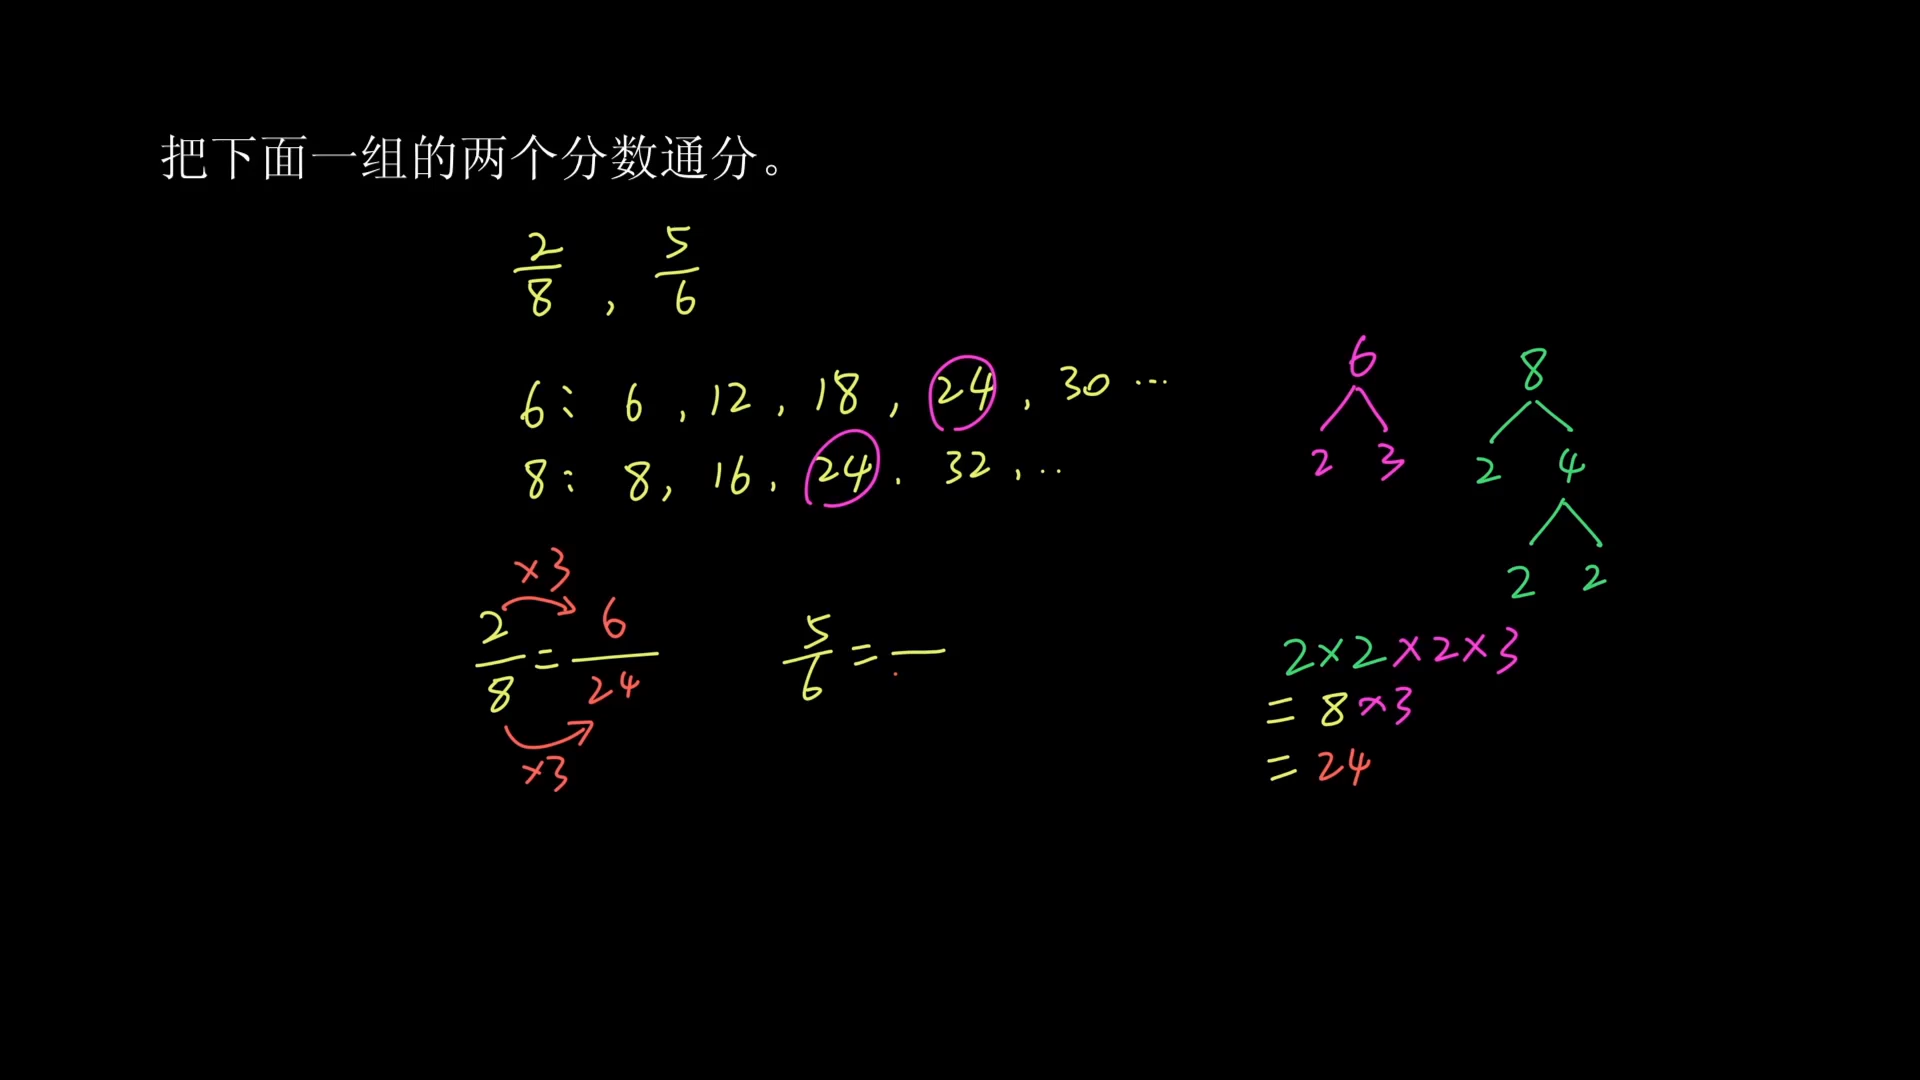 把下面一组的两个分数通分。
2/8 , 5/6
6: 6 , 12 , 18 , 24 , 30 ...
8: 8, 16 , 24 , 32 , ...
6
2 3
8
2 4
2 2
×3
2/8 = 6/24
×3
5/6 =
2×2×2×3
= 8×3
= 24